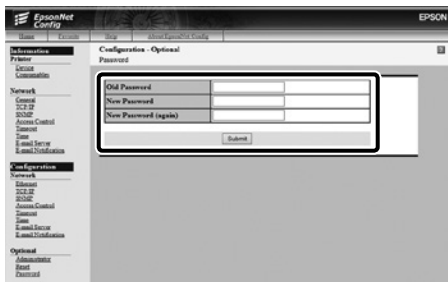 EpsonNet
Config
EPSON
Home
Favorite
Help
About EpsonNet Config
Information
Printer
Device
Consumables
Network
General
TCP/IP
SNMP
Access Control
Timeout
Time
E-mail Server
E-mail Notification
Configuration
Network
Ethernet
TCP/IP
SNMP
Access Control
Timeout
Time
E-mail Server
E-mail Notification
Optional
Administrator
Reset
Password
Configuration - Optional
Password
Old Password
New Password
New Password (again)
Submit